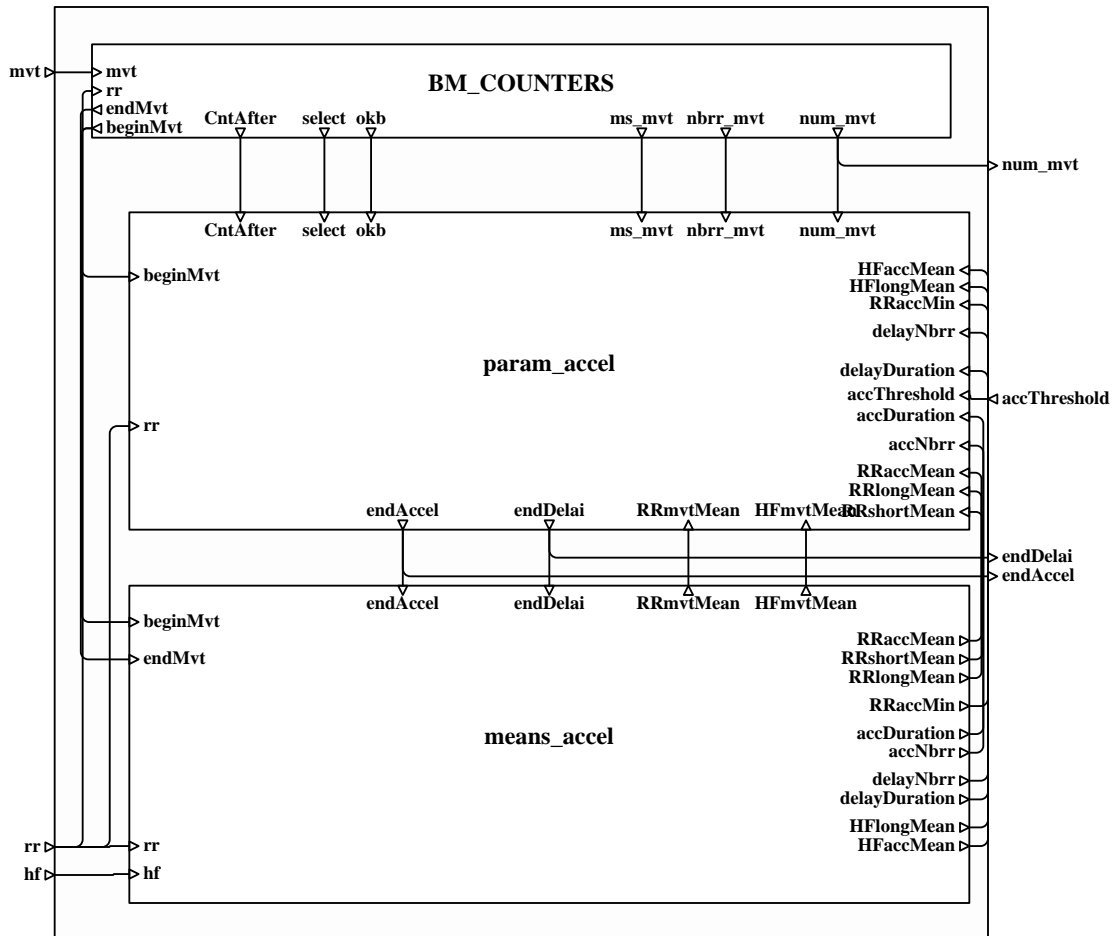 mvt
mvt
rr
endMvt
beginMvt
BM_COUNTERS
CntAfter select okb ms_mvt nbrr_mvt num_mvt
num_mvt
CntAfter select okb ms_mvt nbrr_mvt num_mvt
beginMvt
HFaccMean
HFlongMean
RRaccMin
delayNbrr
param_accel
delayDuration
accThreshold
accThreshold
accDuration
rr
accNbrr
RRaccMean
RRlongMean
RRshortMean
endAccel endDelai RRmvtMean HFmvtMean
endDelai
endAccel
endAccel endDelai RRmvtMean HFmvtMean
beginMvt
endMvt
RRaccMean
RRshortMean
RRlongMean
RRaccMin
means_accel
accDuration
accNbrr
delayNbrr
delayDuration
HFlongMean
rr
rr
HFaccMean
hf
hf